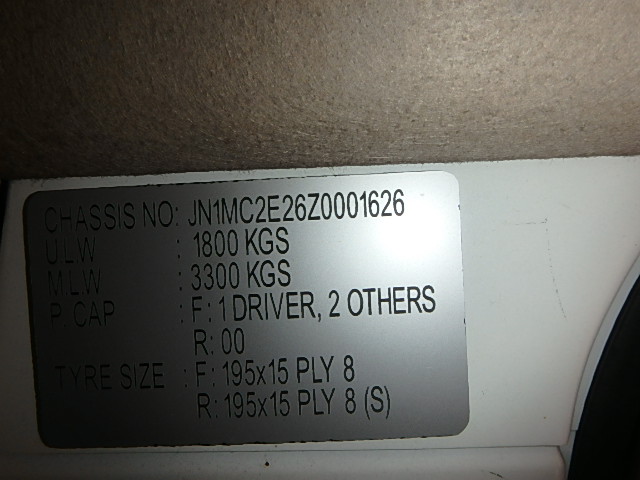 CHASSIS NO: JN1MC2E26Z0001626
U.L.W : 1800 KGS
M.L.W : 3300 KGS
P. CAP : F: 1 DRIVER, 2 OTHERS
R: 00
TYRE SIZE : F: 195x15 PLY 8
R: 195x15 PLY 8 (S)